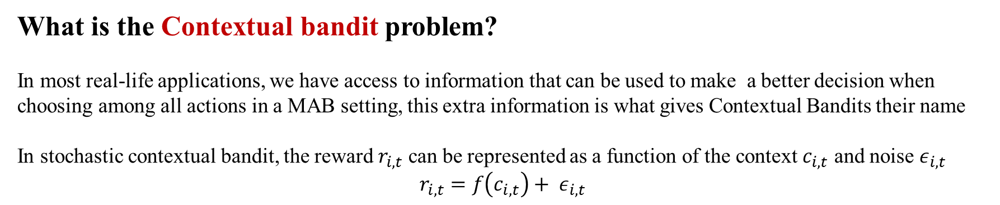 What is the Contextual bandit problem?
In most real-life applications, we have access to information that can be used to make  a better decision when
choosing among all actions in a MAB setting, this extra information is what gives Contextual Bandits their name
In stochastic contextual bandit, the reward r_{i,t} can be represented as a function of the context c_{i,t} and noise ϵ_{i,t}
r_{i,t} = f(c_{i,t}) + ϵ_{i,t}